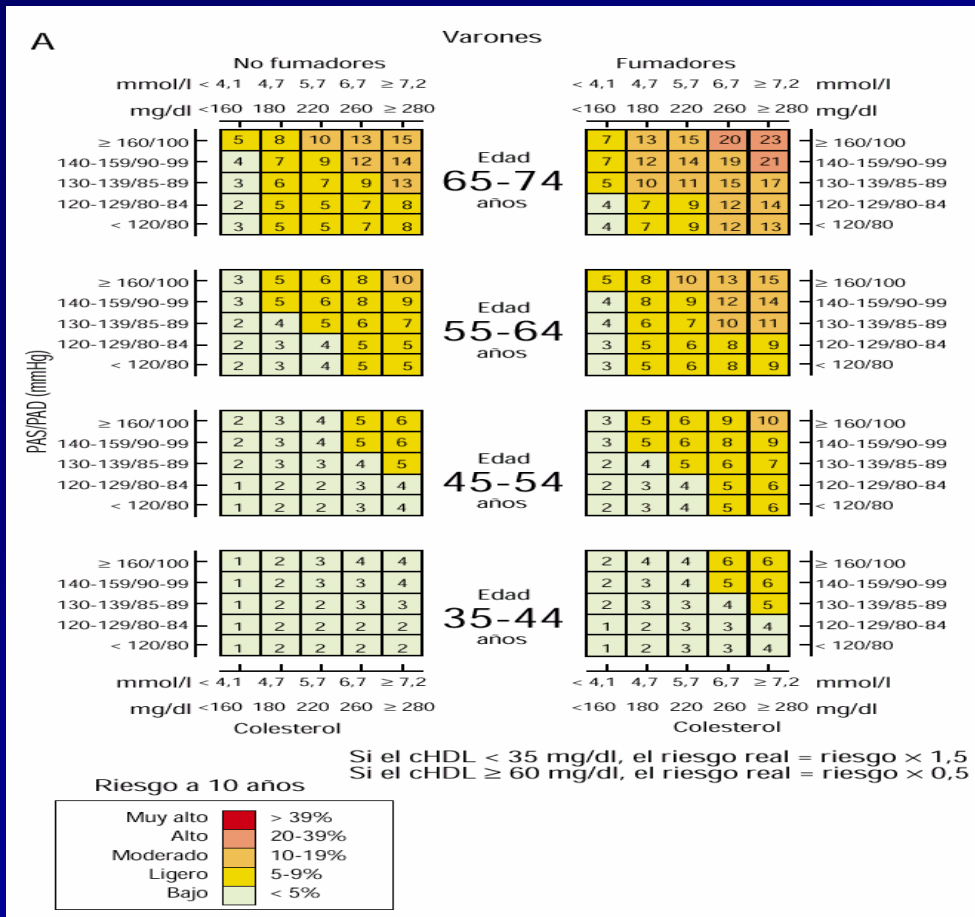 A
Varones
No fumadores Fumadores
mmol/l < 4,1 4,7 5,7 6,7 ≥ 7,2 < 4,1 4,7 5,7 6,7 ≥ 7,2 mmol/l
mg/dl <160 180 220 260 ≥ 280 <160 180 220 260 ≥ 280 mg/dl
PAS/PAD (mmHg)
≥ 160/100 5 8 10 13 15 7 13 15 20 23 ≥ 160/100
140-159/90-99 4 7 9 12 14 7 12 14 19 21 140-159/90-99
130-139/85-89 3 6 7 9 13 5 10 11 15 17 130-139/85-89
120-129/80-84 2 5 5 7 8 4 7 9 12 14 120-129/80-84
< 120/80 3 5 5 7 8 4 7 9 12 13 < 120/80
Edad
65-74
años
≥ 160/100 3 5 6 8 10 5 8 10 13 15 ≥ 160/100
140-159/90-99 3 5 6 8 9 4 8 9 12 14 140-159/90-99
130-139/85-89 2 4 5 6 7 4 6 7 10 11 130-139/85-89
120-129/80-84 2 3 4 5 5 3 5 6 8 9 120-129/80-84
< 120/80 2 3 4 5 5 3 5 6 8 9 < 120/80
Edad
55-64
años
≥ 160/100 2 3 4 5 6 3 5 6 9 10 ≥ 160/100
140-159/90-99 2 3 4 5 6 3 5 6 8 9 140-159/90-99
130-139/85-89 2 3 3 4 5 2 4 5 6 7 130-139/85-89
120-129/80-84 1 2 2 3 4 2 3 4 5 6 120-129/80-84
< 120/80 1 2 2 3 4 2 3 4 5 6 < 120/80
Edad
45-54
años
≥ 160/100 1 2 3 4 4 2 4 4 6 6 ≥ 160/100
140-159/90-99 1 2 3 3 4 2 3 4 5 6 140-159/90-99
130-139/85-89 1 2 2 3 3 2 3 3 4 5 130-139/85-89
120-129/80-84 1 2 2 2 2 1 2 3 3 4 120-129/80-84
< 120/80 1 2 2 2 2 1 2 3 3 4 < 120/80
Edad
35-44
años
mmol/l < 4,1 4,7 5,7 6,7 ≥ 7,2 < 4,1 4,7 5,7 6,7 ≥ 7,2 mmol/l
mg/dl <160 180 220 260 ≥ 280 <160 180 220 260 ≥ 280 mg/dl
Colesterol Colesterol
Si el cHDL < 35 mg/dl, el riesgo real = riesgo × 1,5
Si el cHDL ≥ 60 mg/dl, el riesgo real = riesgo × 0,5
Riesgo a 10 años
Muy alto > 39%
Alto 20-39%
Moderado 10-19%
Ligero 5-9%
Bajo < 5%